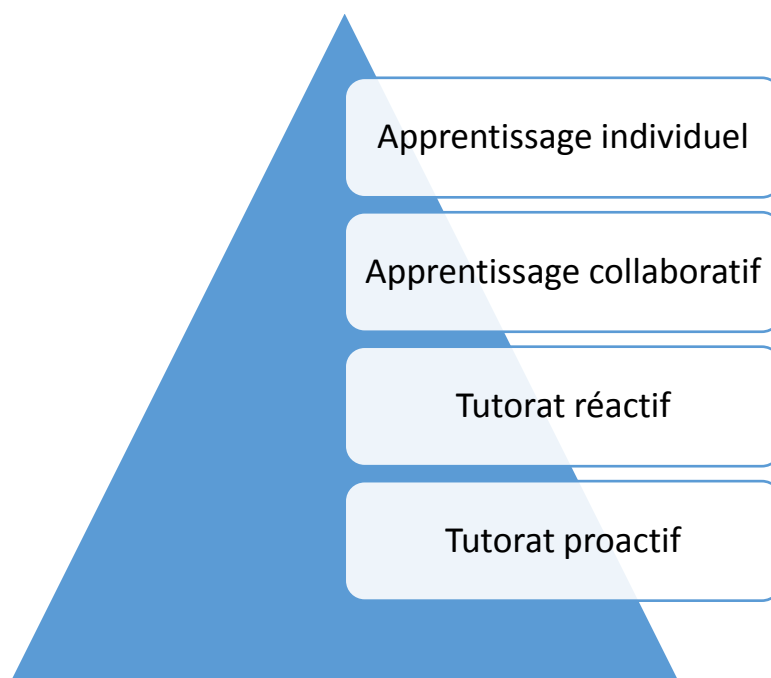 Apprentissage individuel
Apprentissage collaboratif
Tutorat réactif
Tutorat proactif